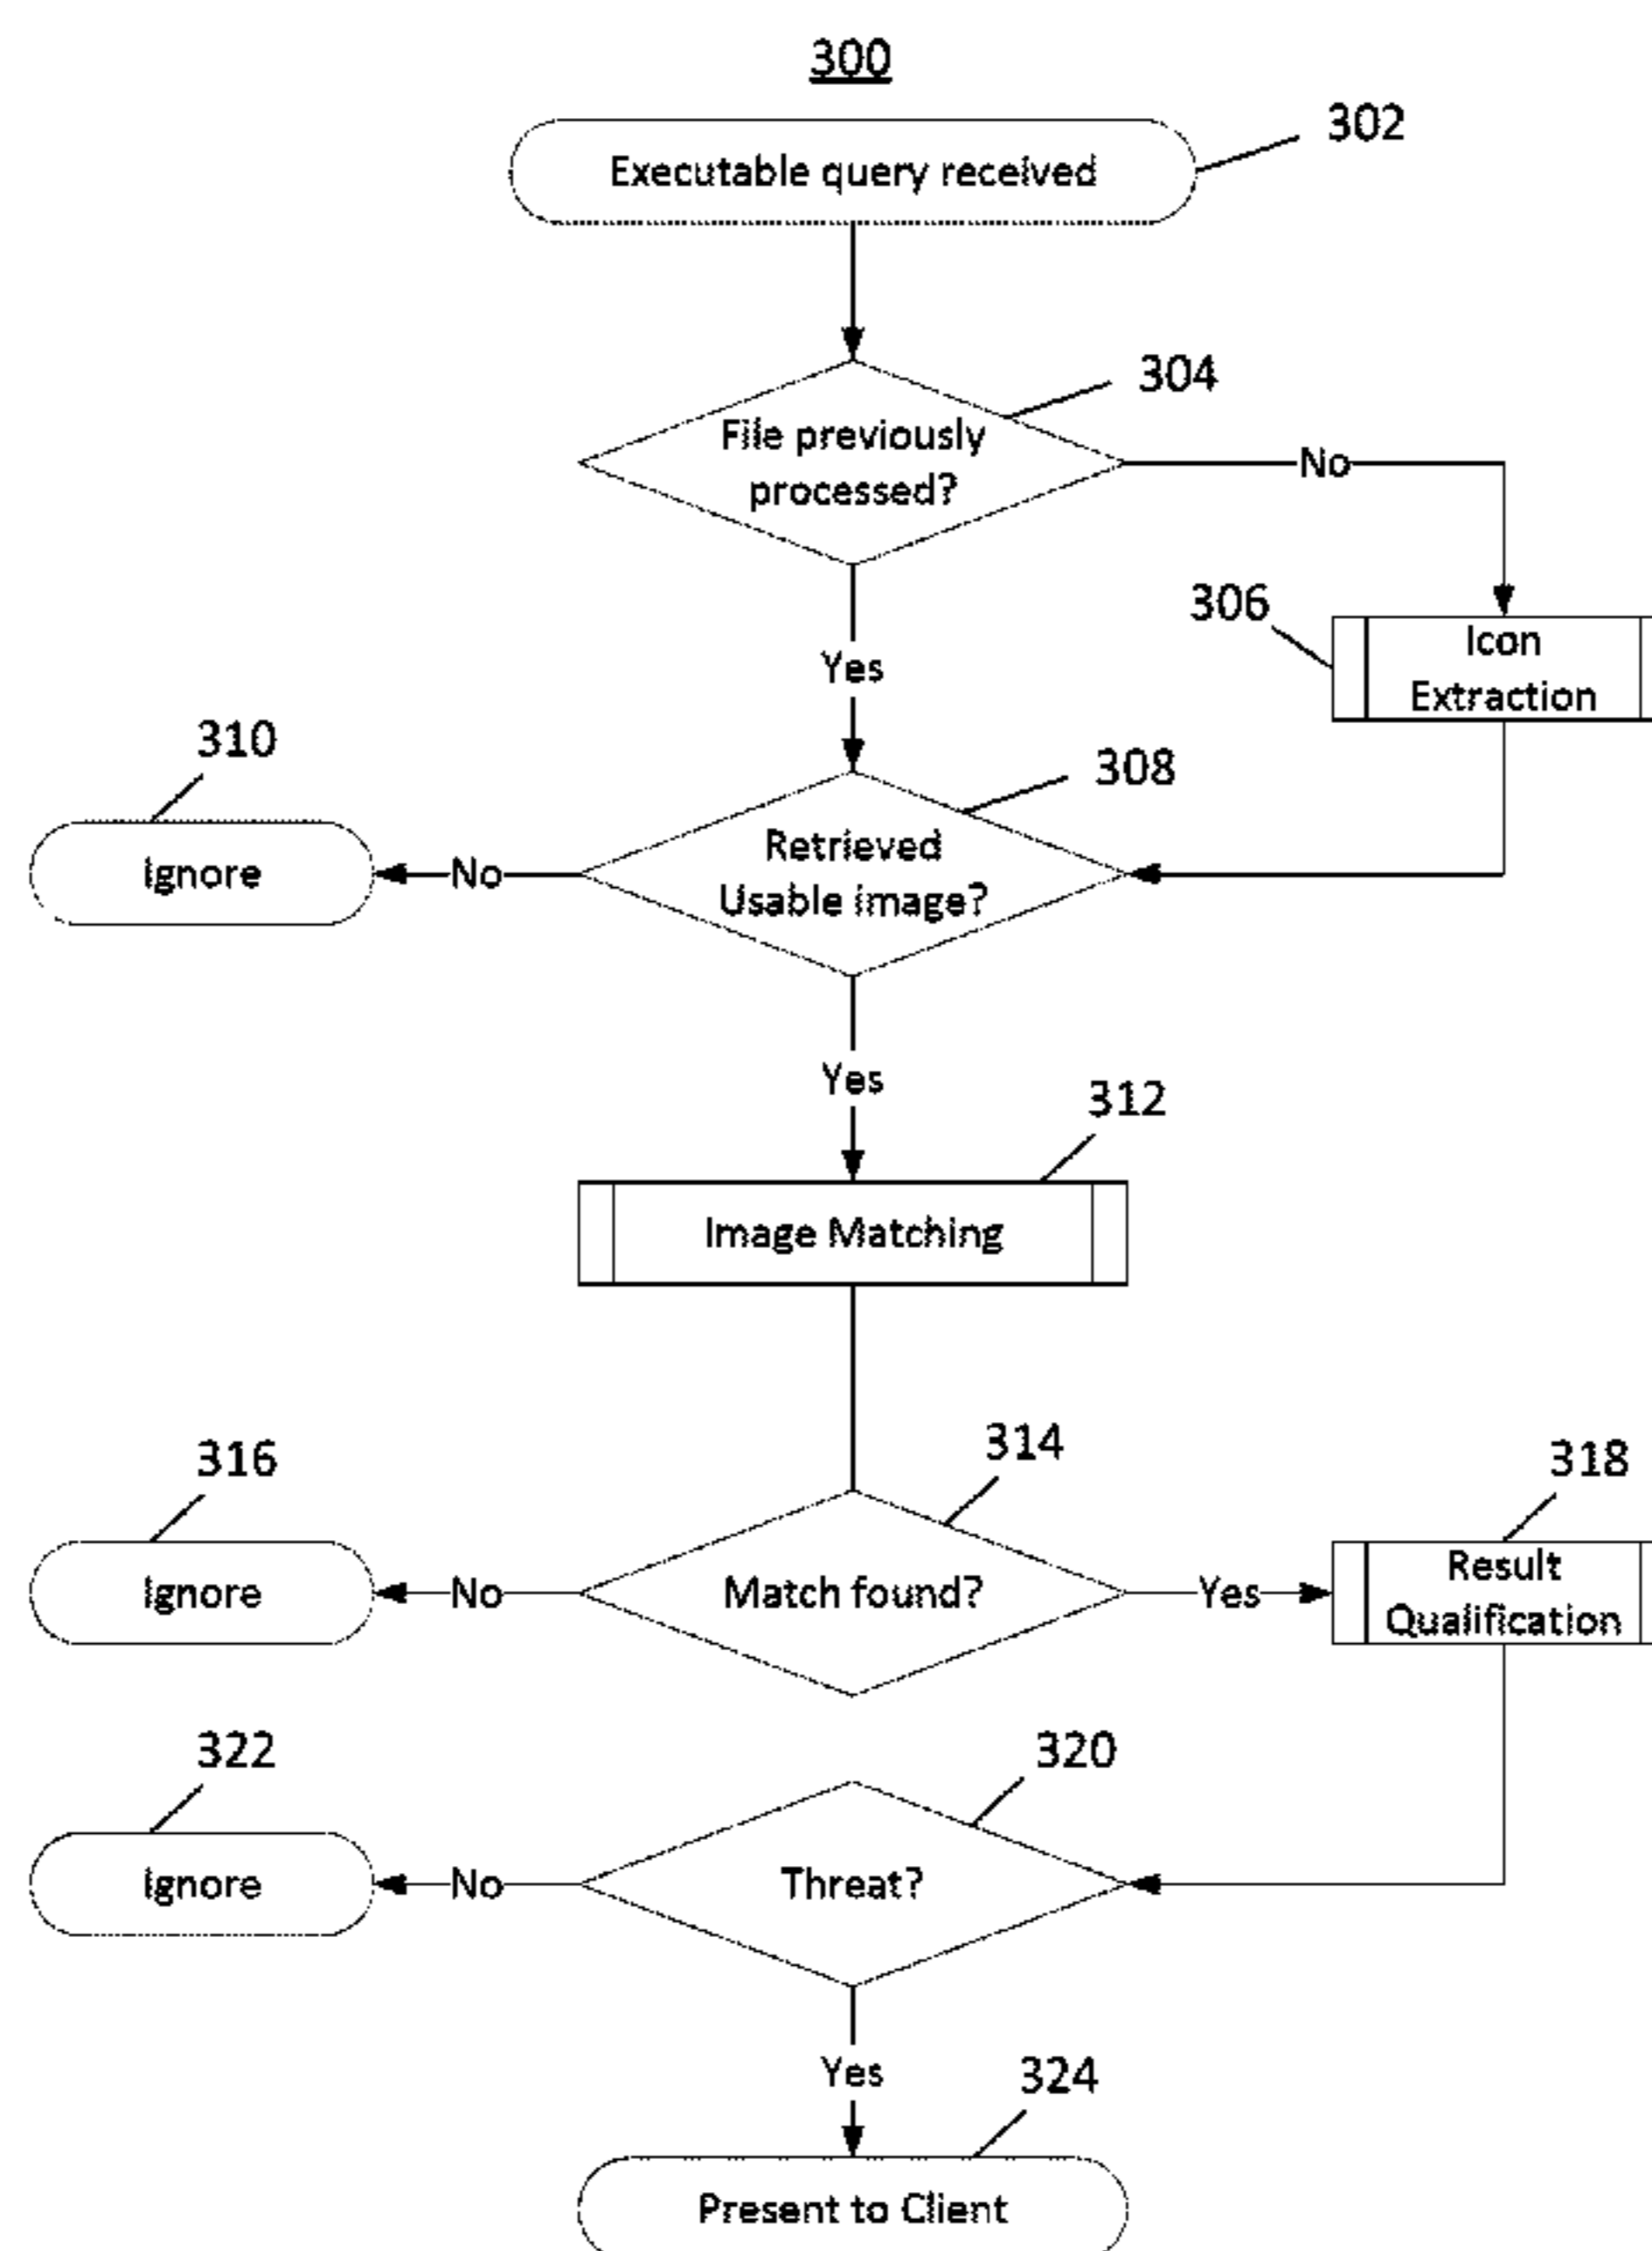 300
302
Executable query received
304
File previously
processed?
No
306
Icon
Extraction
Yes
310
308
Ignore
No
Retrieved
Usable image?
Yes
312
Image Matching
316
314
318
Ignore
No
Match found?
Yes
Result
Qualification
322
320
Ignore
No
Threat?
Yes
324
Present to Client